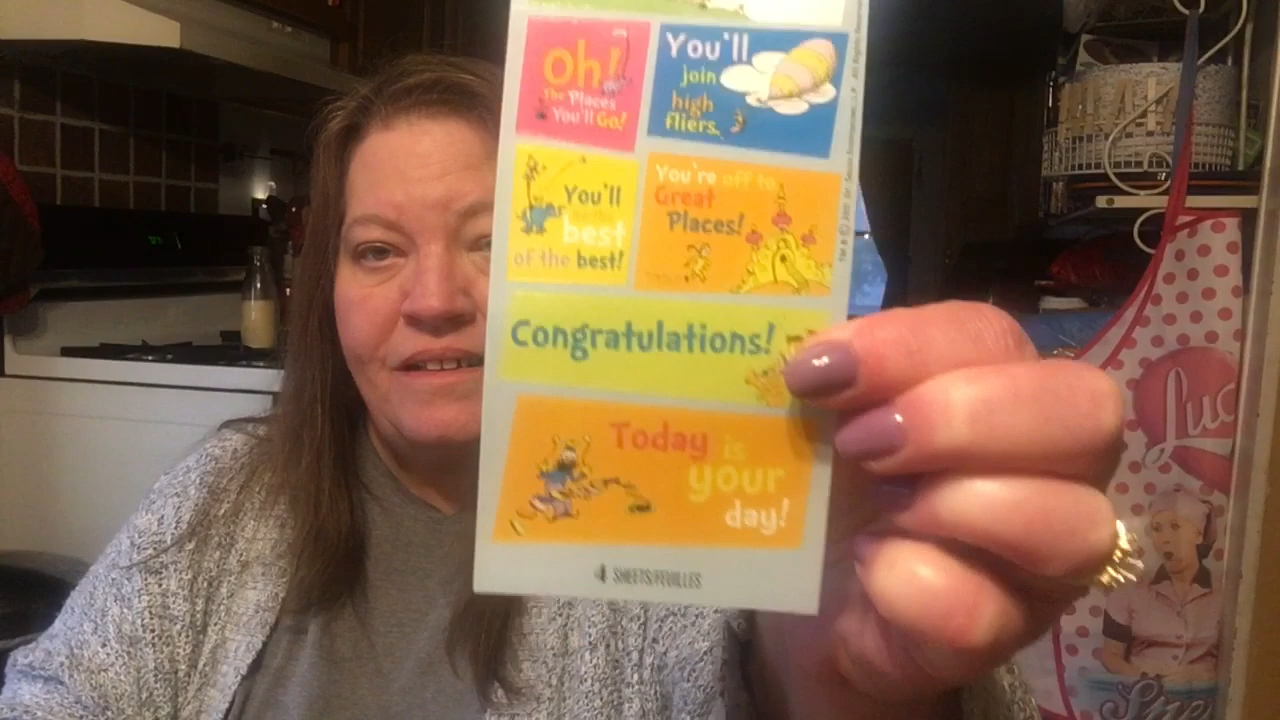 Oh!
The Places
You'll Go!
You'll
join
high
fliers.
You'll
best
of the best!
You're off to
Great
Places!
Congratulations!
Today is
your
day!
4 SHEETS/FEUILLES
Luc